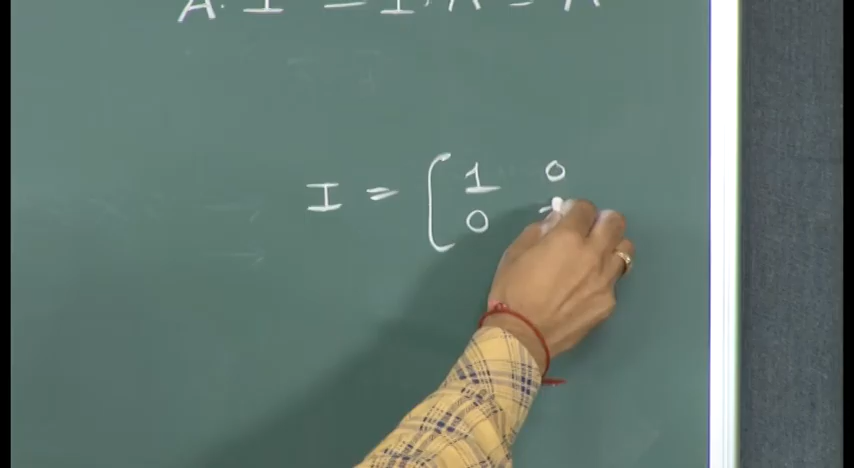 A. I = I. A = A
I = [ 1 0
0